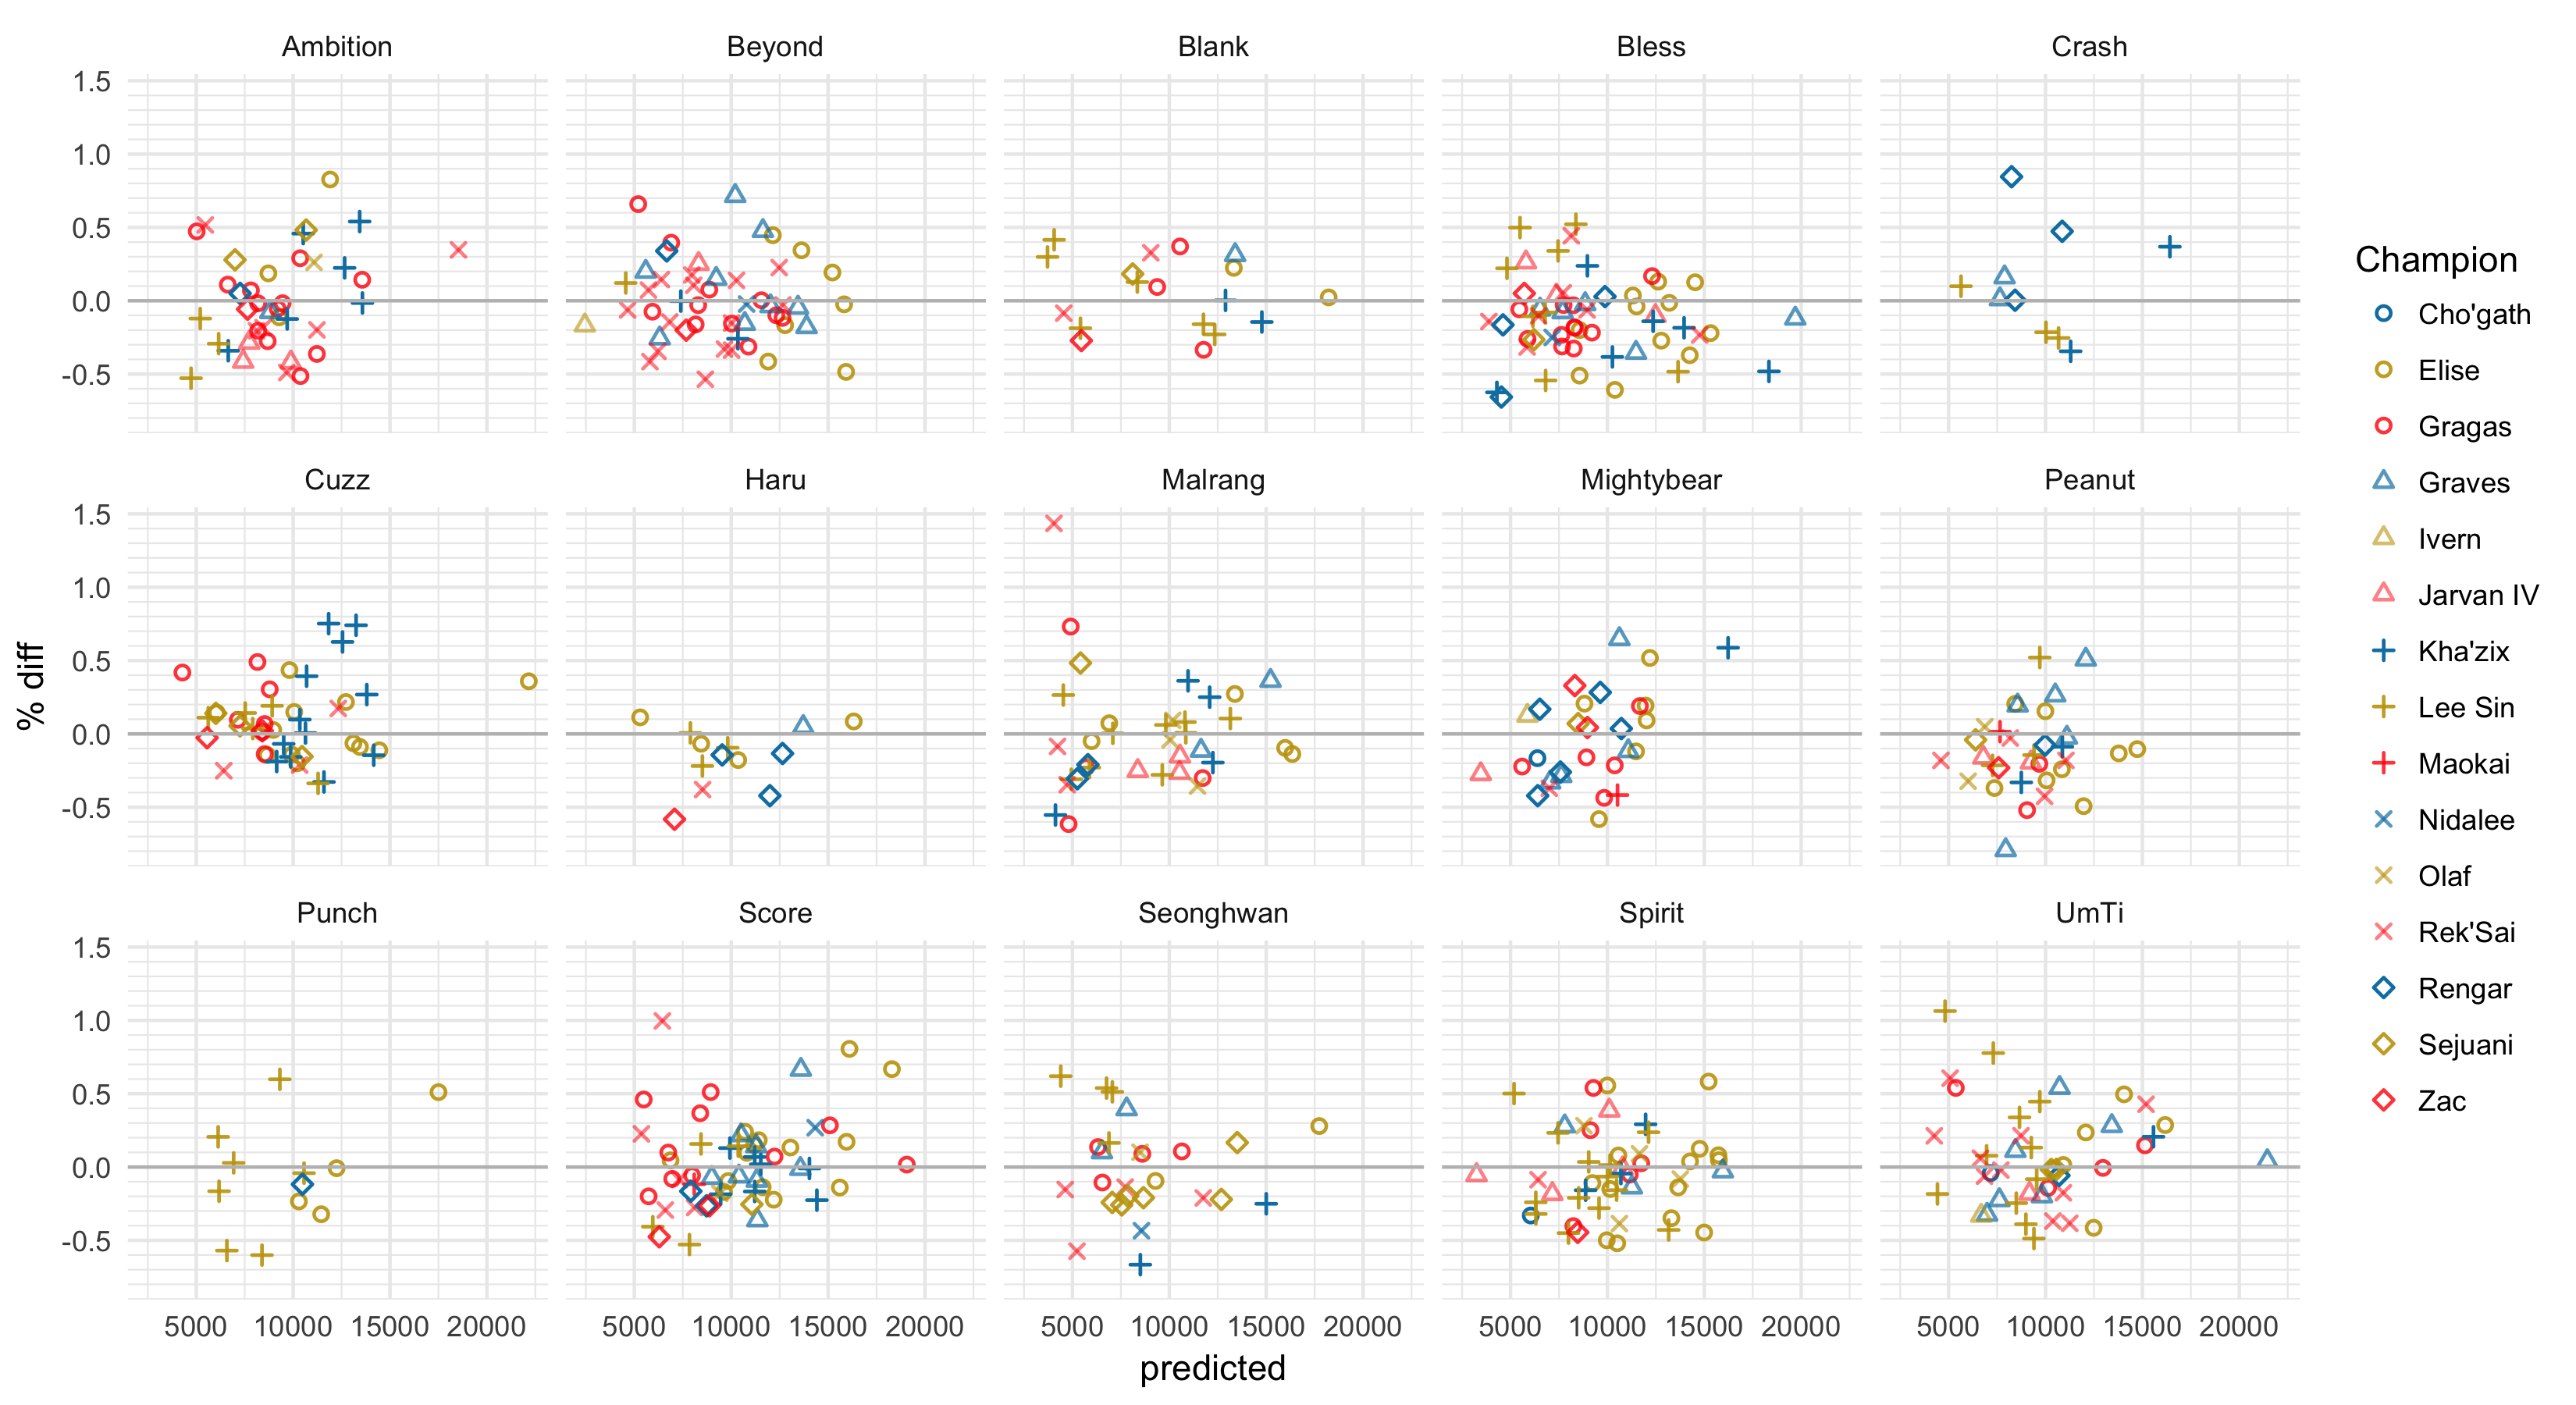 Ambition Beyond Blank Bless Crash
1.5
1.0
0.5
0.0
-0.5
Cuzz Haru Malrang Mightybear Peanut
1.5
1.0
0.5
0.0
-0.5
Punch Score Seonghwan Spirit UmTi
1.5
1.0
0.5
0.0
-0.5
5000 10000 15000 20000 5000 10000 15000 20000 5000 10000 15000 20000 5000 10000 15000 20000 5000 10000 15000 20000
predicted
% diff
Champion
Cho'gath
Elise
Gragas
Graves
Ivern
Jarvan IV
Kha'zix
Lee Sin
Maokai
Nidalee
Olaf
Rek'Sai
Rengar
Sejuani
Zac